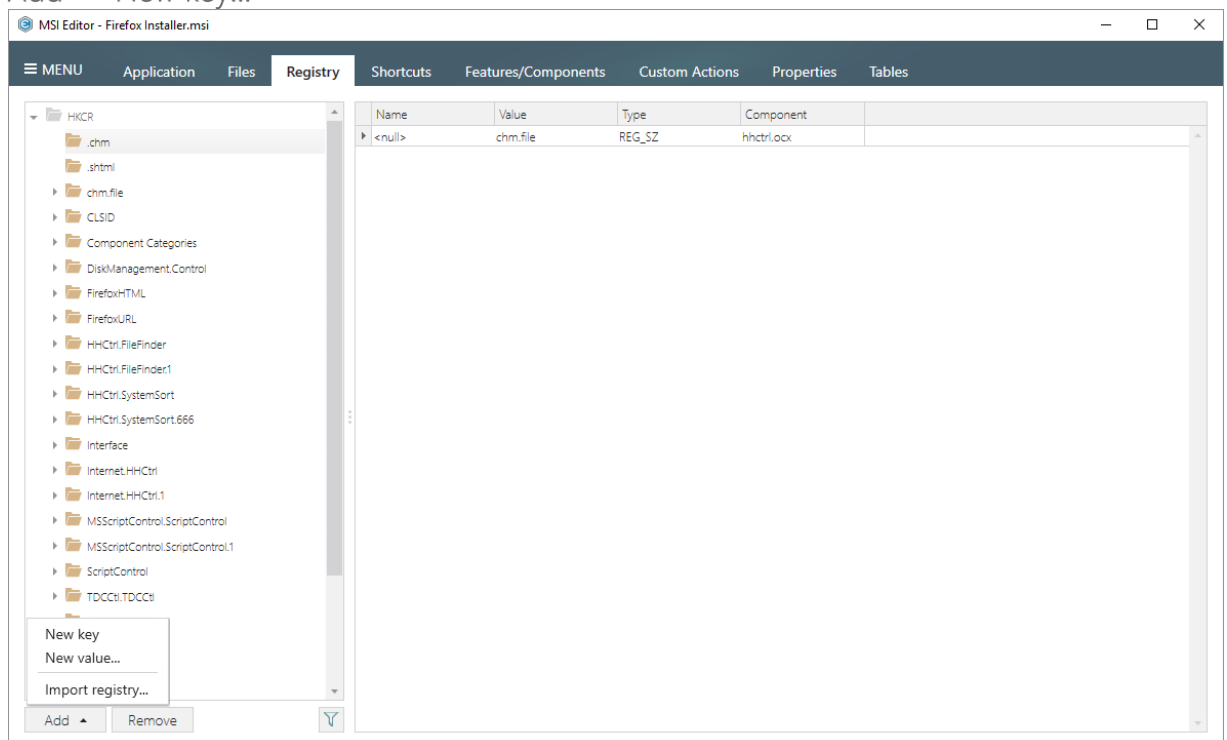 Add - New key...
MSI Editor - Firefox Installer.msi
MENU Application Files Registry Shortcuts Features/Components Custom Actions Properties Tables
HKCR
.chm
.shtml
chm.file
CLSID
Component Categories
DiskManagement.Control
FirefoxHTML
FirefoxURL
HHCtrl.FileFinder
HHCtrl.FileFinder.1
HHCtrl.SystemSort
HHCtrl.SystemSort.666
Interface
Internet.HHCtrl
Internet.HHCtrl.1
MSScriptControl.ScriptControl
MSScriptControl.ScriptControl.1
ScriptControl
TDCCtl.TDCCtl
New key
New value...
Import registry...
Add Remove
Name Value Type Component
<null> chm.file REG_SZ hhctrl.ocx